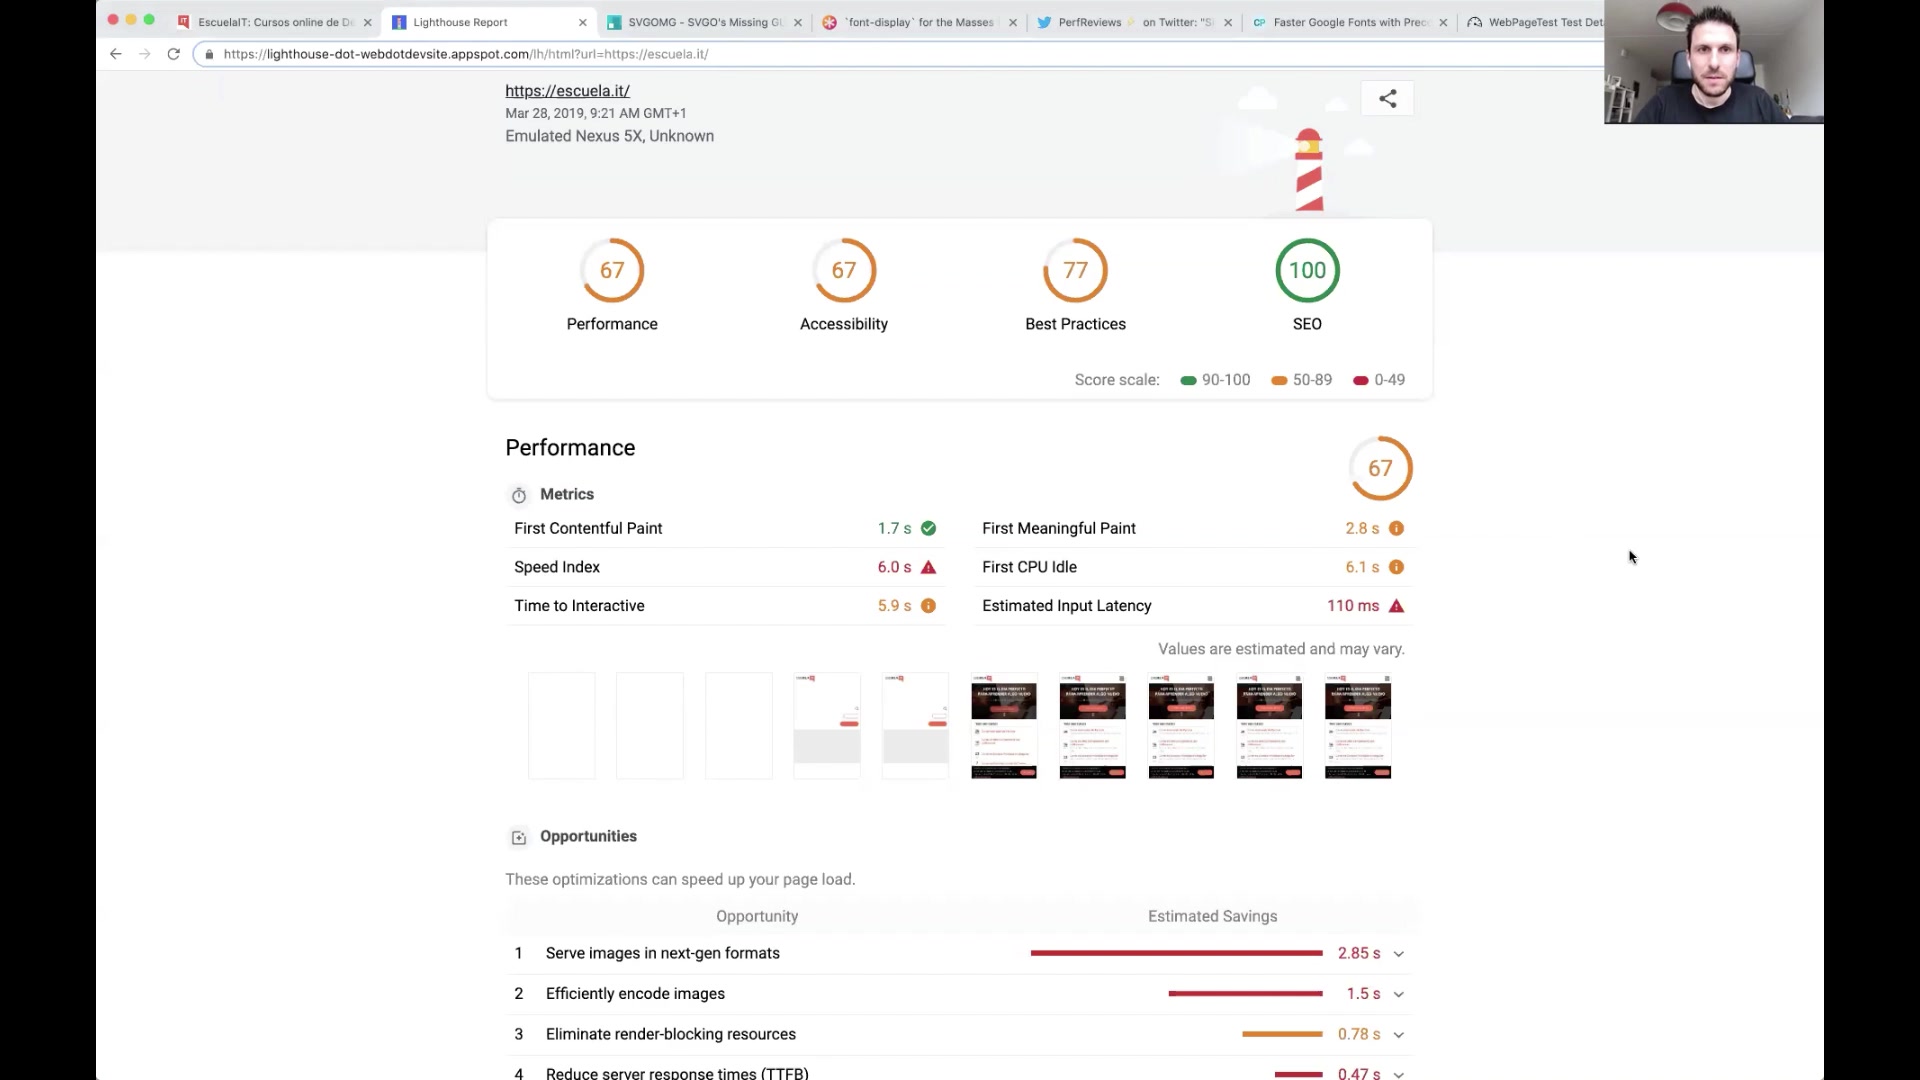 EscuelaIT: Cursos online de De
Lighthouse Report
SVGOMG - SVGO's Missing GU
`font-display` for the Masses
PerfReviews ⚡ on Twitter: "Si
Faster Google Fonts with Prec
WebPageTest Test Deta
https://lighthouse-dot-webdotdevsite.appspot.com/lh/html?url=https://escuela.it/
https://escuela.it/
Mar 28, 2019, 9:21 AM GMT+1
Emulated Nexus 5X, Unknown
67
67
77
100
Performance
Accessibility
Best Practices
SEO
Score scale: 90-100 50-89 0-49
Performance
67
Metrics
First Contentful Paint 1.7 s
First Meaningful Paint 2.8 s
Speed Index 6.0 s
First CPU Idle 6.1 s
Time to Interactive 5.9 s
Estimated Input Latency 110 ms
Values are estimated and may vary.
Opportunities
These optimizations can speed up your page load.
Opportunity
Estimated Savings
1 Serve images in next-gen formats 2.85 s
2 Efficiently encode images 1.5 s
3 Eliminate render-blocking resources 0.78 s
4 Reduce server response times (TTFB) 0.47 s